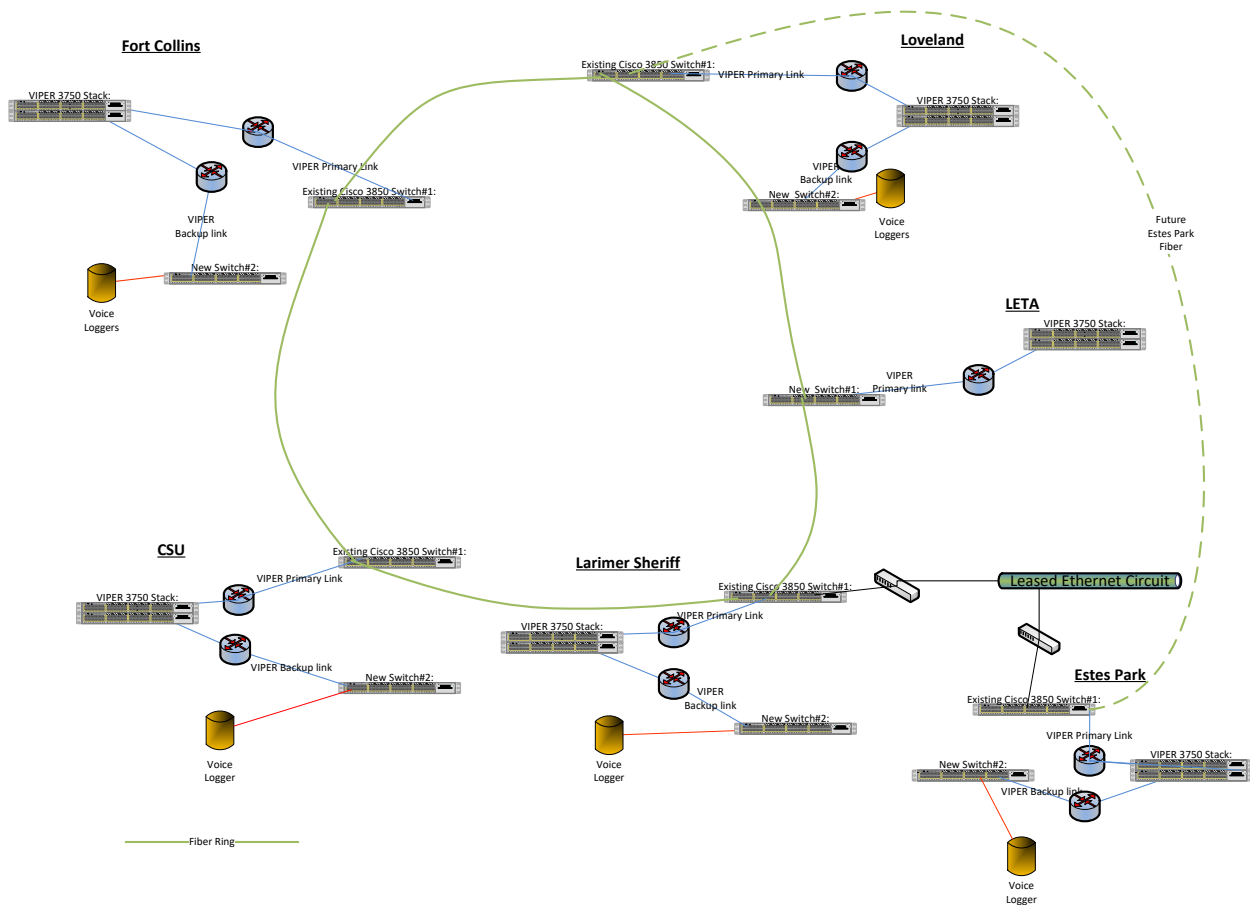 Fort Collins
VIPER 3750 Stack:
VIPER Primary Link
Existing Cisco 3850 Switch#1:
VIPER
Backup link
New Switch#2:
Voice
Loggers
Loveland
Existing Cisco 3850 Switch#1:
VIPER Primary Link
VIPER 3750 Stack:
VIPER
Backup link
New  Switch#2:
Voice
Loggers
Future
Estes Park
Fiber
LETA
VIPER 3750 Stack:
VIPER
Primary link
New  Switch#1:
CSU
Existing Cisco 3850 Switch#1:
VIPER Primary Link
VIPER 3750 Stack:
VIPER Backup link
New Switch#2:
Voice
Logger
Larimer Sheriff
Existing Cisco 3850 Switch#1:
VIPER Primary Link
VIPER 3750 Stack:
VIPER
Backup link
New Switch#2:
Voice
Logger
Leased Ethernet Circuit
Estes Park
Existing Cisco 3850 Switch#1:
VIPER Primary Link
VIPER 3750 Stack:
New Switch#2:
VIPER Backup link
Voice
Logger
Fiber Ring